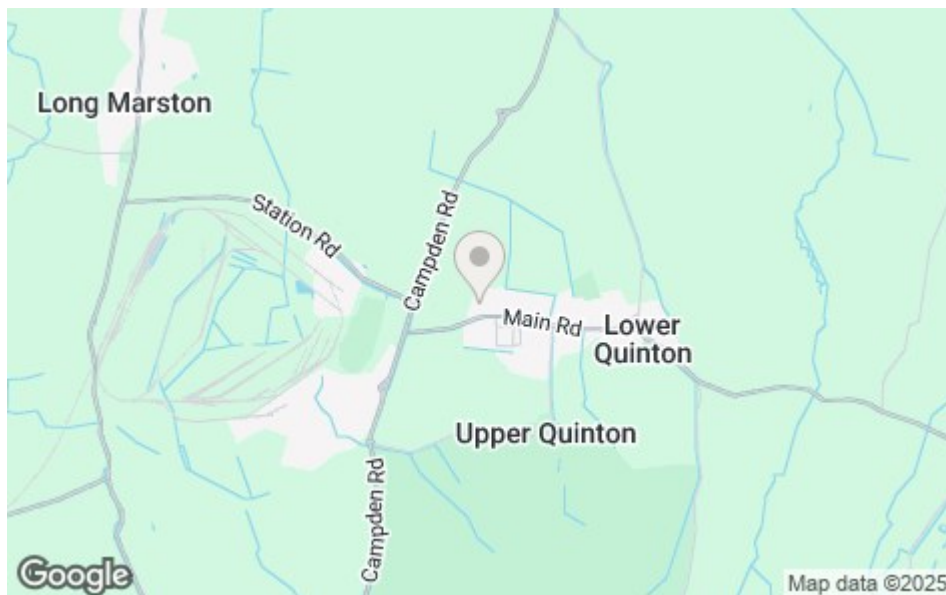 Long Marston
Station Rd
Campden Rd
Main Rd
Lower
Quinton
Upper Quinton
Campden Rd
Google
Map data ©2025